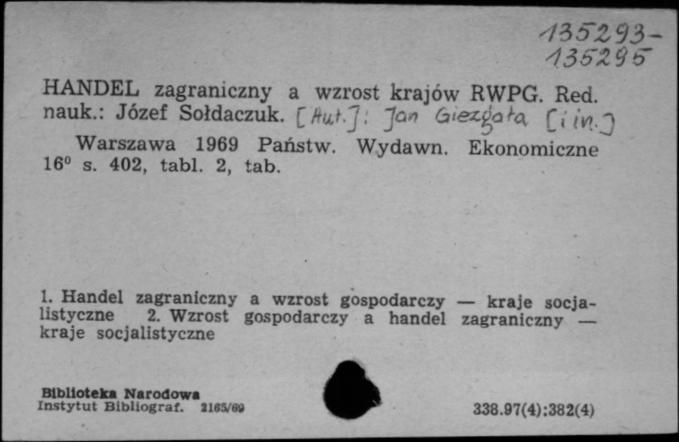 135293-
135295
HANDEL zagraniczny a wzrost krajów RWPG. Red.
nauk.: Józef Sołdaczuk. [Aut.]: Jan Giezgała [i in.]
Warszawa 1969 Państw. Wydawn. Ekonomiczne
16⁰ s. 402, tabl. 2, tab.
1. Handel zagraniczny a wzrost gospodarczy — kraje socja-
listyczne 2. Wzrost gospodarczy a handel zagraniczny —
kraje socjalistyczne
Biblioteka Narodowa
Instytut Bibliograf. 2165/69
338.97(4):382(4)